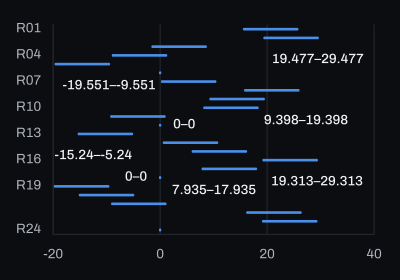 R01
19.477–29.477
R04
-19.551–-9.551
R07
R10
9.398–19.398
0–0
R13
-15.24–-5.24
R16
0–0
19.313–29.313
R19
7.935–17.935
R24
-20 0 20 40